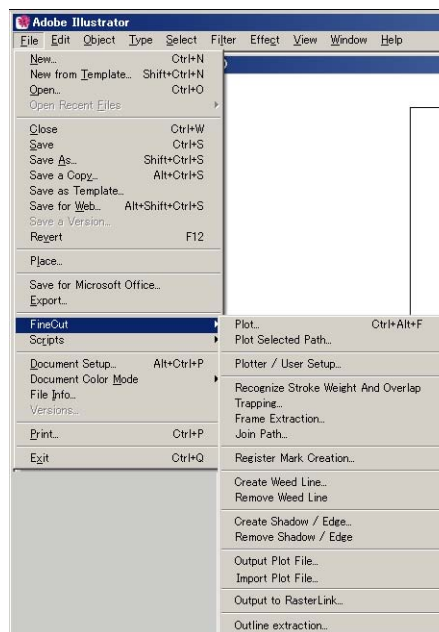 Adobe Illustrator
File Edit Object Type Select Filter Effect View Window Help
New... Ctrl+N
New from Template... Shift+Ctrl+N
Open... Ctrl+O
Open Recent Files
Close Ctrl+W
Save Ctrl+S
Save As... Shift+Ctrl+S
Save a Copy... Alt+Ctrl+S
Save as Template...
Save for Web... Alt+Shift+Ctrl+S
Save a Version...
Revert F12
Place...
Save for Microsoft Office...
Export...
FineCut
Scripts
Document Setup... Alt+Ctrl+P
Document Color Mode
File Info...
Versions...
Print... Ctrl+P
Exit Ctrl+Q
Plot... Ctrl+Alt+F
Plot Selected Path...
Plotter / User Setup...
Recognize Stroke Weight And Overlap
Trapping...
Frame Extraction...
Join Path...
Register Mark Creation...
Create Weed Line...
Remove Weed Line
Create Shadow / Edge...
Remove Shadow / Edge
Output Plot File...
Import Plot File...
Output to RasterLink...
Outline extraction...